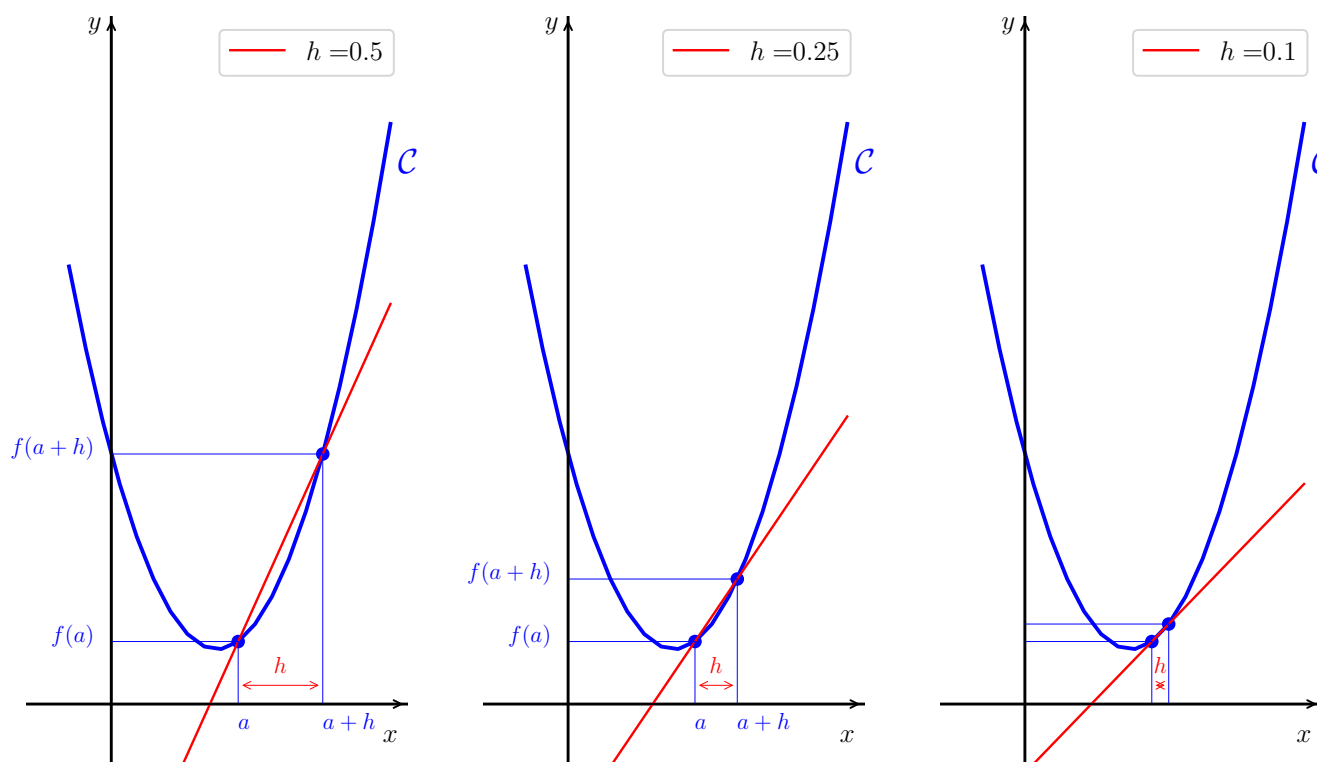 y
h =0.5
C
f(a + h)
f(a)
h
a
a + h
x
y
h =0.25
C
f(a + h)
f(a)
h
a
a + h
x
y
h =0.1
h
x